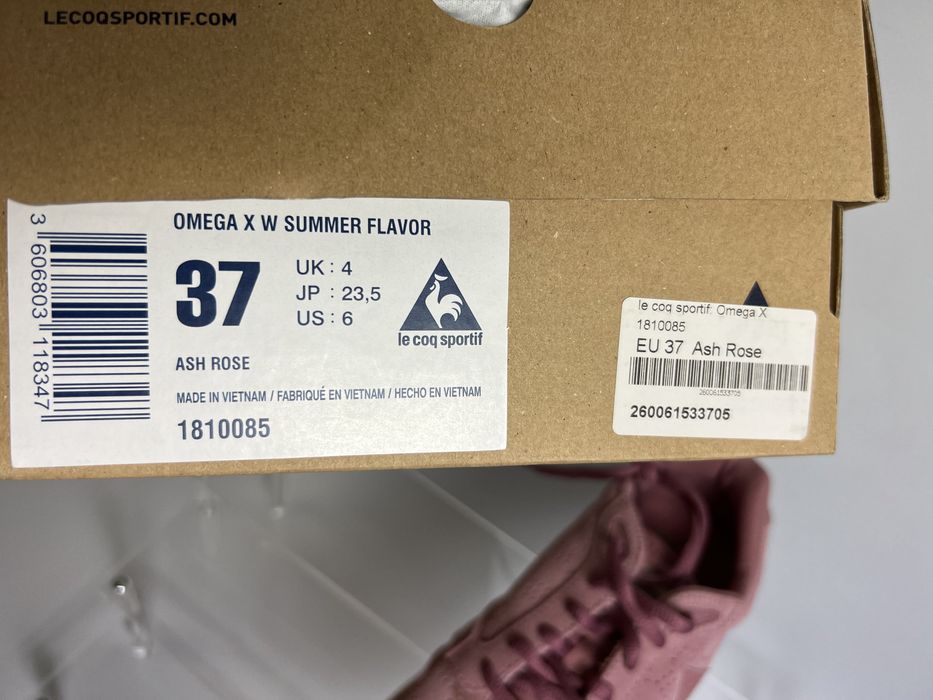 LECOQSPORTIF.COM
OMEGA X W SUMMER FLAVOR
37
UK : 4
JP : 23,5
US : 6
le coq sportif
ASH ROSE
MADE IN VIETNAM / FABRIQUÉ EN VIETNAM / HECHO EN VIETNAM
1810085
3 606803 118347
le coq sportif. Omega X
1810085
EU 37 Ash Rose
260061533705
260061533705